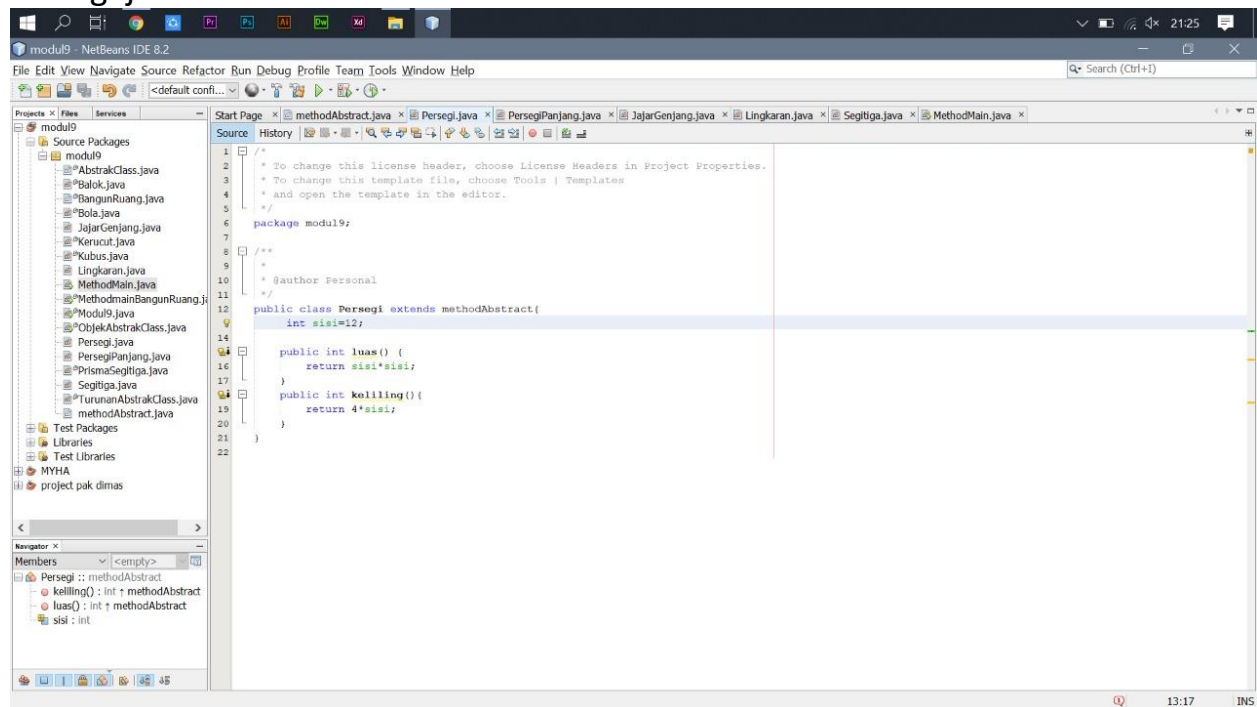 Pr Ps Ai Dw Xd 21:25
modul9 - NetBeans IDE 8.2
File Edit View Navigate Source Refactor Run Debug Profile Team Tools Window Help
Search (Ctrl+I)
<default confi...
Projects Files Services
Start Page methodAbstract.java Persegi.java PersegiPanjang.java JajarGenjang.java Lingkaran.java Segitiga.java MethodMain.java
Source History
modul9
Source Packages
modul9
AbstrakClass.java
Balok.java
BangunRuang.java
Bola.java
JajarGenjang.java
Kerucut.java
Kubus.java
Lingkaran.java
MethodMain.java
MethodmainBangunRuang.ja
Modul9.java
ObjekAbstrakClass.java
Persegi.java
PersegiPanjang.java
PrismaSegitiga.java
Segitiga.java
TurunanAbstrakClass.java
methodAbstract.java
Test Packages
Libraries
Test Libraries
MYHA
project pak dimas
1 /*
2 * To change this license header, choose License Headers in Project Properties.
3 * To change this template file, choose Tools | Templates
4 * and open the template in the editor.
5 */
6 package modul9;
7
8 /**
9 *
10 * @author Personal
11 */
12 public class Persegi extends methodAbstract{
int sisi=12;
14
public int luas() {
16 return sisi*sisi;
17 }
public int keliling(){
19 return 4*sisi;
20 }
21 }
22
Navigator
Members <empty>
Persegi :: methodAbstract
keliling() : int ↑ methodAbstract
luas() : int ↑ methodAbstract
sisi : int
13:17 INS